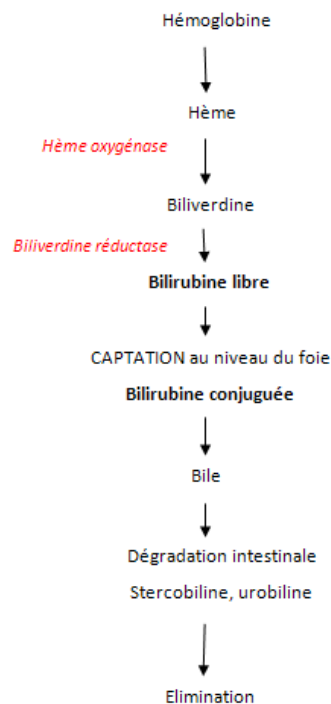 Hémoglobine
Hème
Hème oxygénase
Biliverdine
Biliverdine réductase
Bilirubine libre
CAPTATION au niveau du foie
Bilirubine conjuguée
Bile
Dégradation intestinale
Stercobiline, urobiline
Elimination